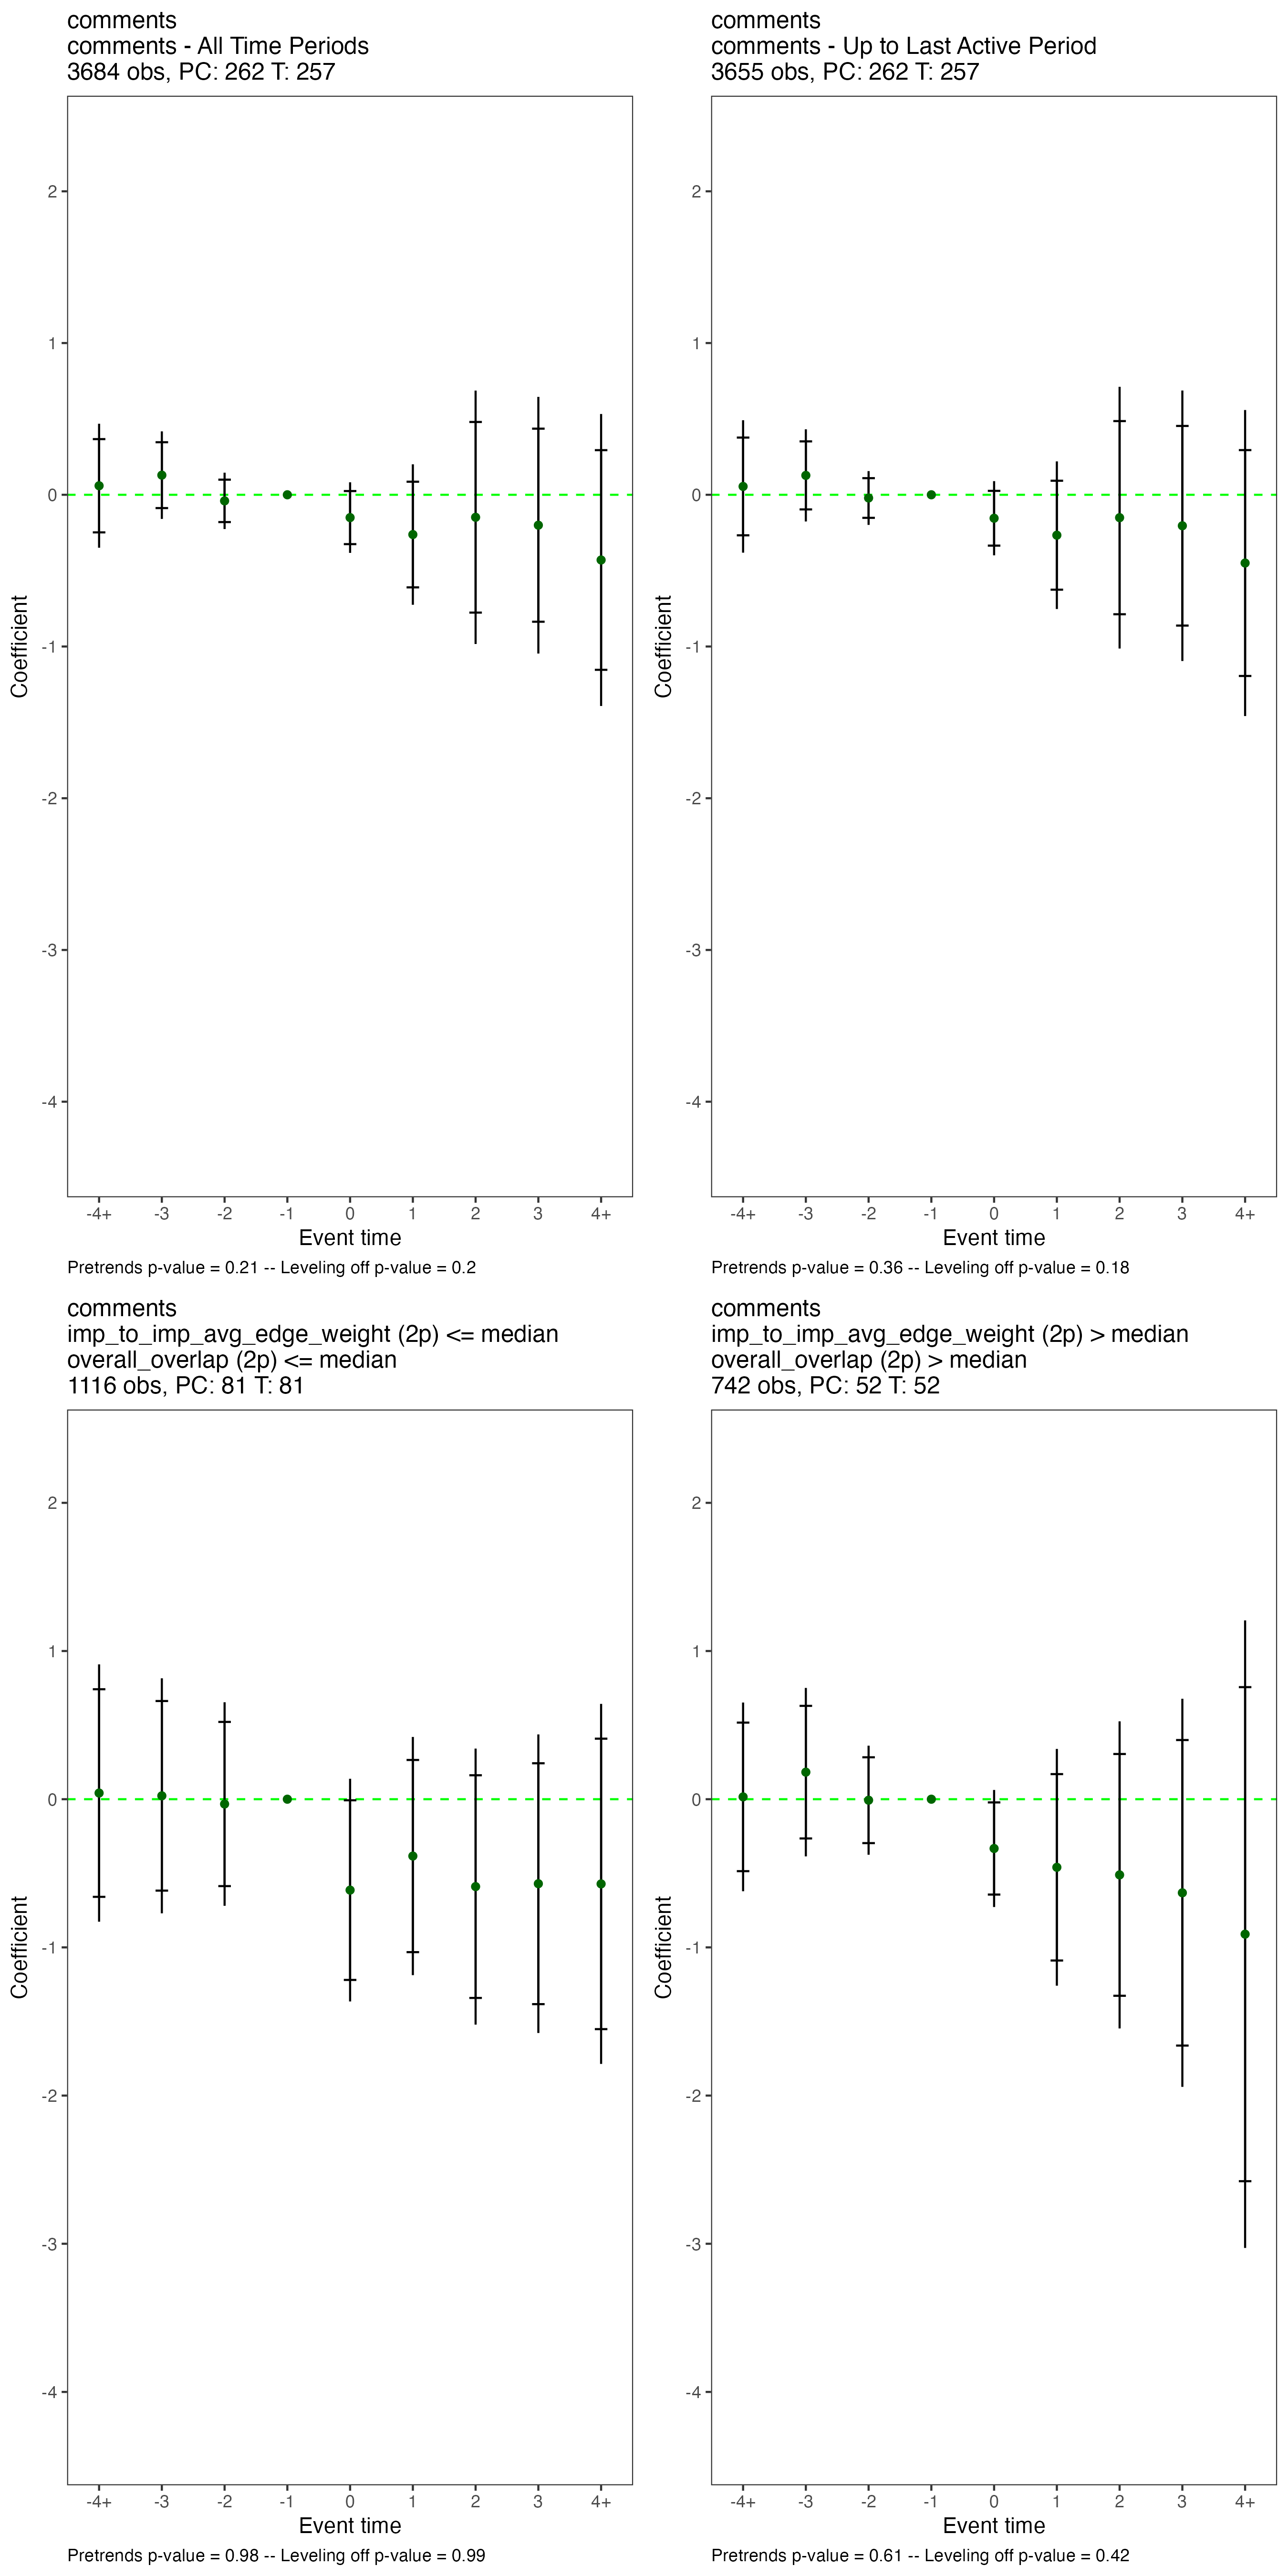 comments
comments - All Time Periods
3684 obs, PC: 262 T: 257
2
1
0
-1
-2
-3
-4
Coefficient
-4+ -3 -2 -1 0 1 2 3 4+
Event time
Pretrends p-value = 0.21 -- Leveling off p-value = 0.2
comments
comments - Up to Last Active Period
3655 obs, PC: 262 T: 257
2
1
0
-1
-2
-3
-4
Coefficient
-4+ -3 -2 -1 0 1 2 3 4+
Event time
Pretrends p-value = 0.36 -- Leveling off p-value = 0.18
comments
imp_to_imp_avg_edge_weight (2p) <= median
overall_overlap (2p) <= median
1116 obs, PC: 81 T: 81
2
1
0
-1
-2
-3
-4
Coefficient
-4+ -3 -2 -1 0 1 2 3 4+
Event time
Pretrends p-value = 0.98 -- Leveling off p-value = 0.99
comments
imp_to_imp_avg_edge_weight (2p) > median
overall_overlap (2p) > median
742 obs, PC: 52 T: 52
2
1
0
-1
-2
-3
-4
Coefficient
-4+ -3 -2 -1 0 1 2 3 4+
Event time
Pretrends p-value = 0.61 -- Leveling off p-value = 0.42